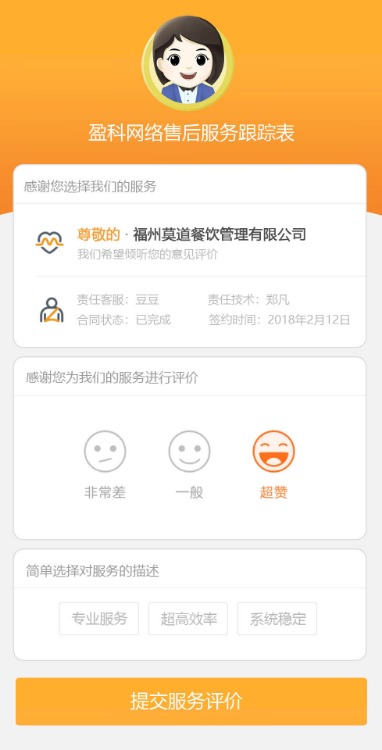 盈科网络售后服务跟踪表
感谢您选择我们的服务
尊敬的 · 福州莫道餐饮管理有限公司
我们希望倾听您的意见评价
责任客服：豆豆 责任技术：郑凡
合同状态：已完成 签约时间：2018年2月12日
感谢您为我们的服务进行评价
非常差 一般 超赞
简单选择对服务的描述
专业服务 超高效率 系统稳定
提交服务评价